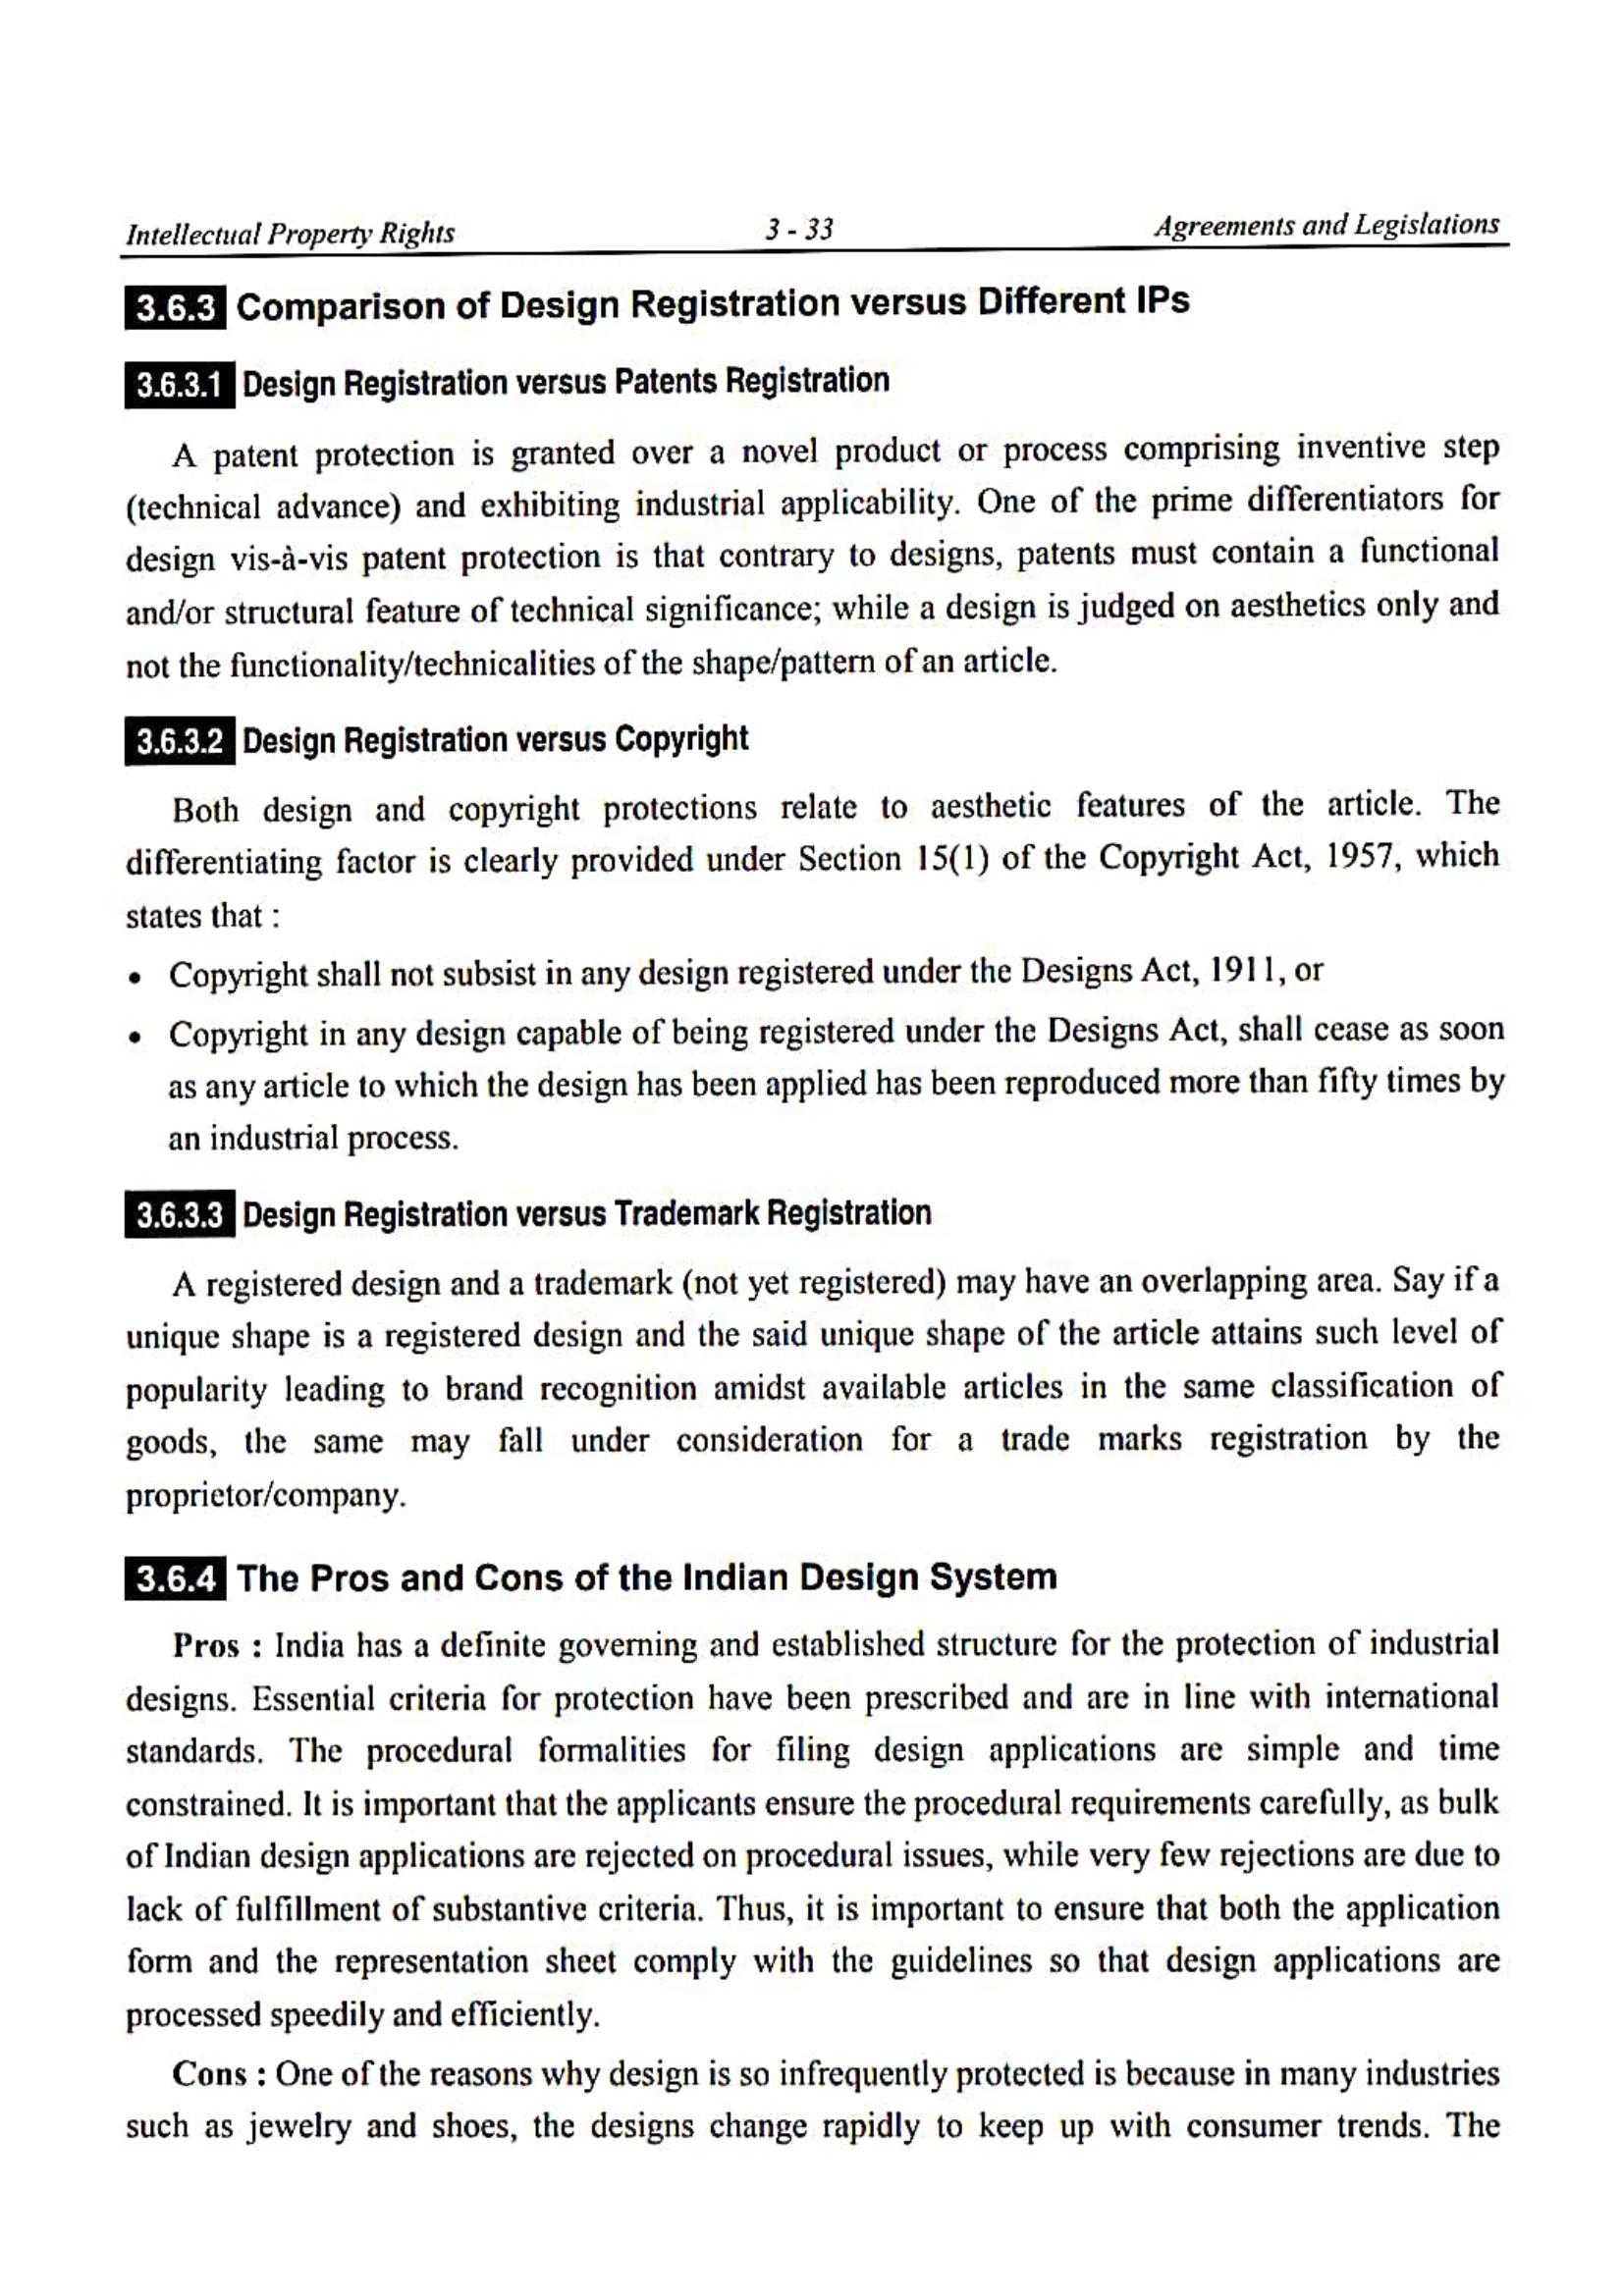 Intellectual Property Rights 3 - 33 Agreements and Legislations
3.6.3 Comparison of Design Registration versus Different IPs
3.6.3.1 Design Registration versus Patents Registration
A patent protection is granted over a novel product or process comprising inventive step
(technical advance) and exhibiting industrial applicability. One of the prime differentiators for
design vis-à-vis patent protection is that contrary to designs, patents must contain a functional
and/or structural feature of technical significance; while a design is judged on aesthetics only and
not the functionality/technicalities of the shape/pattern of an article.
3.6.3.2 Design Registration versus Copyright
Both design and copyright protections relate to aesthetic features of the article. The
differentiating factor is clearly provided under Section 15(1) of the Copyright Act, 1957, which
states that :
• Copyright shall not subsist in any design registered under the Designs Act, 1911, or
• Copyright in any design capable of being registered under the Designs Act, shall cease as soon
as any article to which the design has been applied has been reproduced more than fifty times by
an industrial process.
3.6.3.3 Design Registration versus Trademark Registration
A registered design and a trademark (not yet registered) may have an overlapping area. Say if a
unique shape is a registered design and the said unique shape of the article attains such level of
popularity leading to brand recognition amidst available articles in the same classification of
goods, the same may fall under consideration for a trade marks registration by the
proprietor/company.
3.6.4 The Pros and Cons of the Indian Design System
Pros : India has a definite governing and established structure for the protection of industrial
designs. Essential criteria for protection have been prescribed and are in line with international
standards. The procedural formalities for filing design applications are simple and time
constrained. It is important that the applicants ensure the procedural requirements carefully, as bulk
of Indian design applications are rejected on procedural issues, while very few rejections are due to
lack of fulfillment of substantive criteria. Thus, it is important to ensure that both the application
form and the representation sheet comply with the guidelines so that design applications are
processed speedily and efficiently.
Cons : One of the reasons why design is so infrequently protected is because in many industries
such as jewelry and shoes, the designs change rapidly to keep up with consumer trends. The